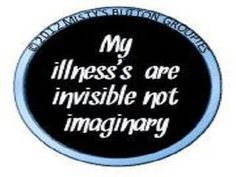 ©2012 MISTY'S BUTTON GROUPIES
My
illness's are
invisible not
imaginary